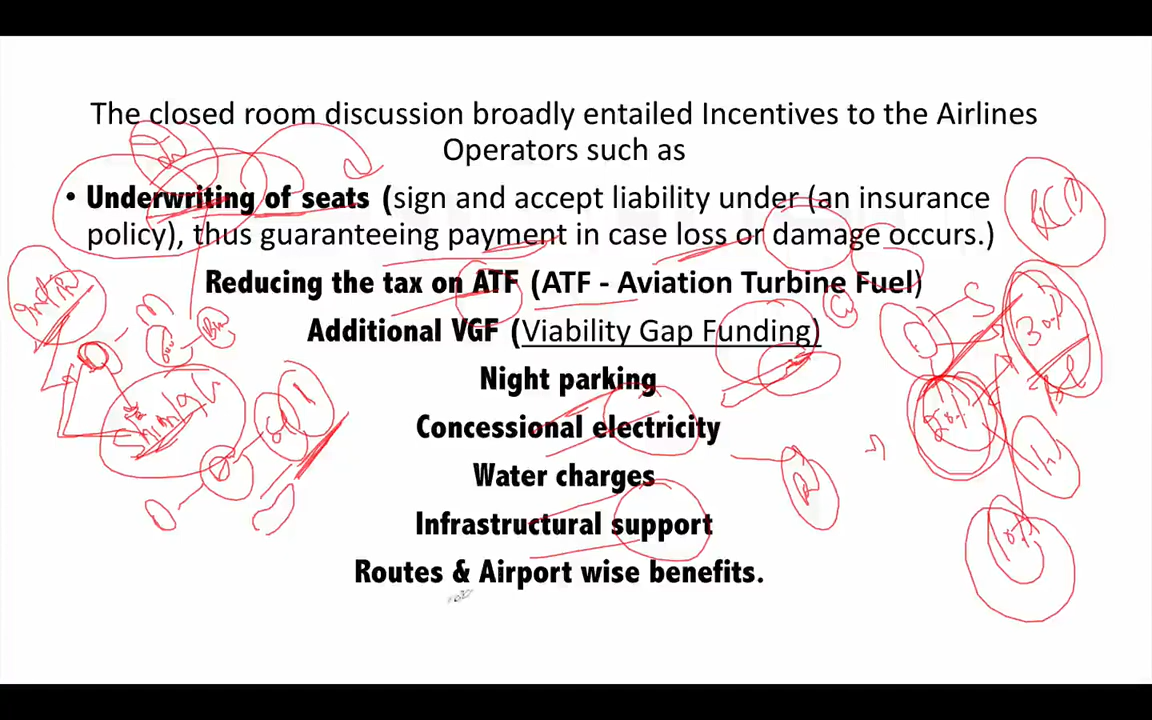 The closed room discussion broadly entailed Incentives to the Airlines
Operators such as
• Underwriting of seats (sign and accept liability under (an insurance
policy), thus guaranteeing payment in case loss or damage occurs.)
Reducing the tax on ATF (ATF - Aviation Turbine Fuel)
Additional VGF (Viability Gap Funding)
Night parking
Concessional electricity
Water charges
Infrastructural support
Routes & Airport wise benefits.